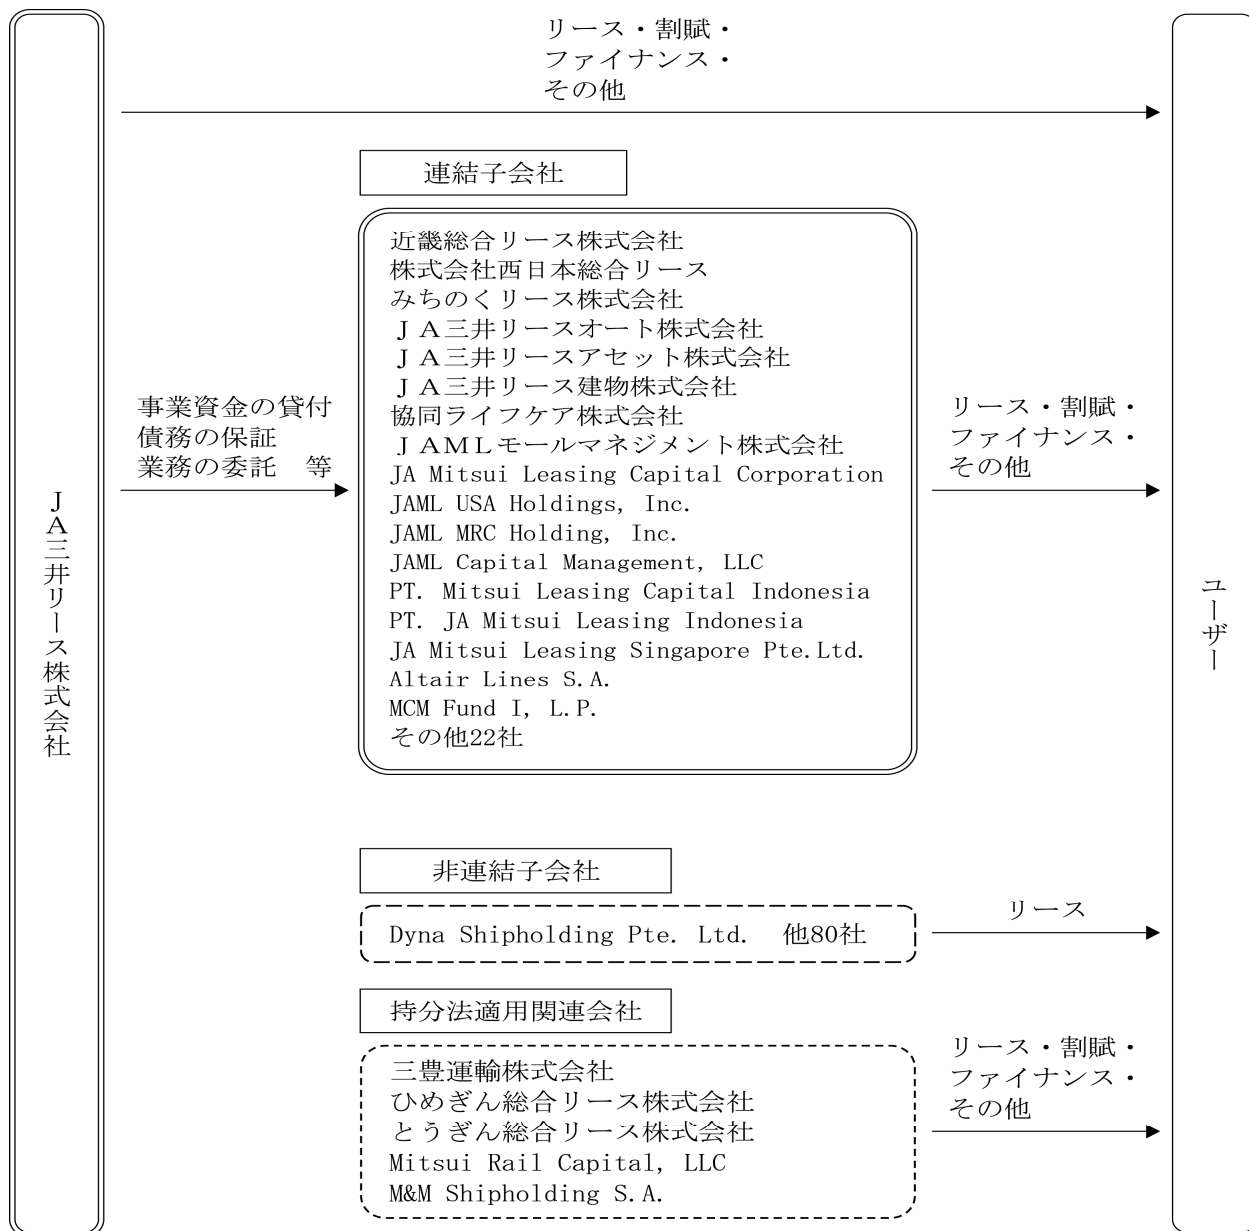 リース・割賦・
ファイナンス・
その他
連結子会社
近畿総合リース株式会社
株式会社西日本総合リース
みちのくリース株式会社
ＪＡ三井リースオート株式会社
ＪＡ三井リースアセット株式会社
ＪＡ三井リース建物株式会社
協同ライフケア株式会社
ＪＡＭＬモールマネジメント株式会社
JA Mitsui Leasing Capital Corporation
JAML USA Holdings, Inc.
JAML MRC Holding, Inc.
JAML Capital Management, LLC
PT. Mitsui Leasing Capital Indonesia
PT. JA Mitsui Leasing Indonesia
JA Mitsui Leasing Singapore Pte.Ltd.
Altair Lines S.A.
MCM Fund I, L.P.
その他22社
事業資金の貸付
債務の保証
業務の委託　等
リース・割賦・
ファイナンス・
その他
ＪＡ三井リース株式会社
ユーザー
非連結子会社
Dyna Shipholding Pte. Ltd.　他80社
リース
持分法適用関連会社
三豊運輸株式会社
ひめぎん総合リース株式会社
とうぎん総合リース株式会社
Mitsui Rail Capital, LLC
M&M Shipholding S.A.
リース・割賦・
ファイナンス・
その他